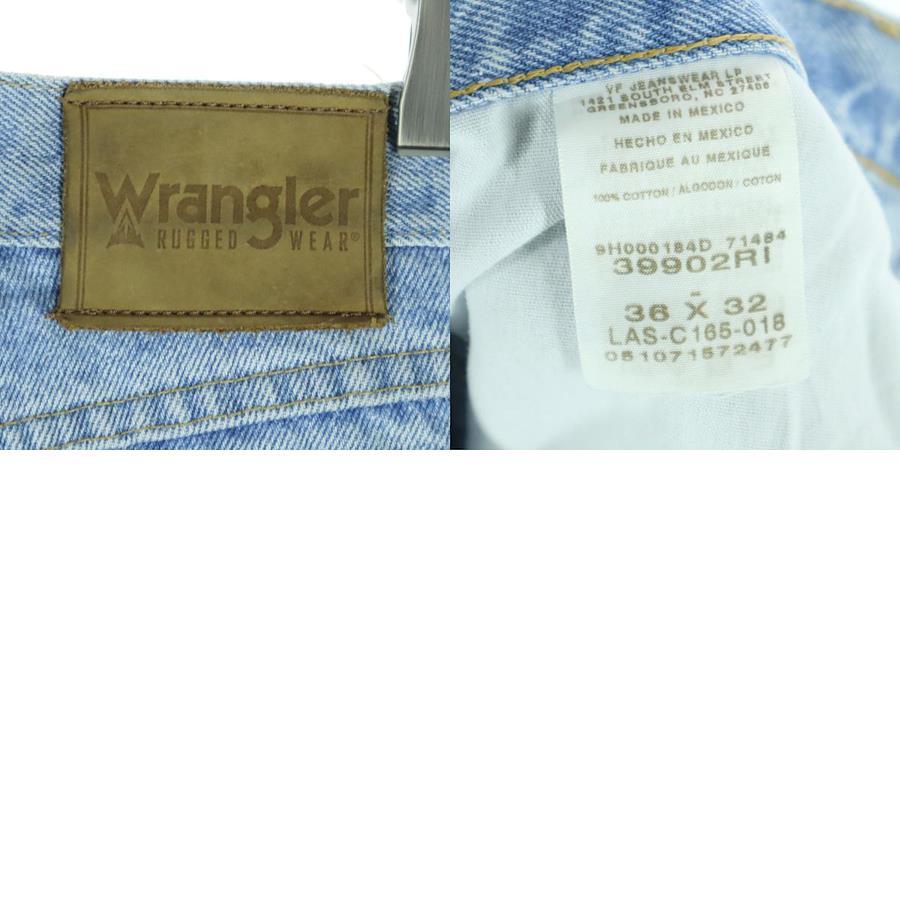 Wrangler
RUGGED WEAR®
VF JEANSWEAR LP
1421 SOUTH ELM STREET
GREENSBORO, NC 27406
MADE IN MEXICO
HECHO EN MEXICO
FABRIQUE AU MEXIQUE
100% COTTON / ALGODON / COTON
9H000184D 71484
39902RI
-
36 X 32
LAS-C165-018
051071572477